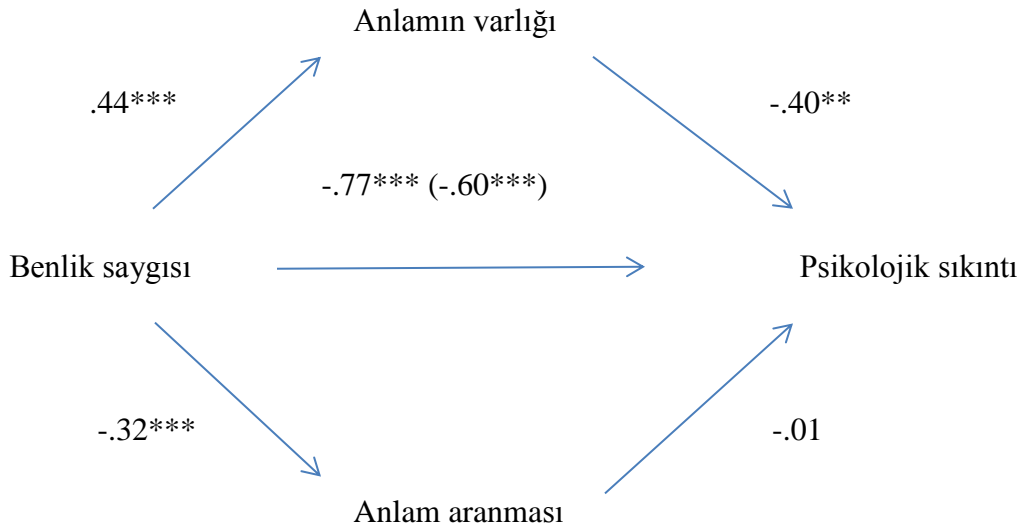 Anlamın varlığı
.44***
-.40**
-.77*** (-.60***)
Benlik saygısı
Psikolojik sıkıntı
-.32***
-.01
Anlam aranması